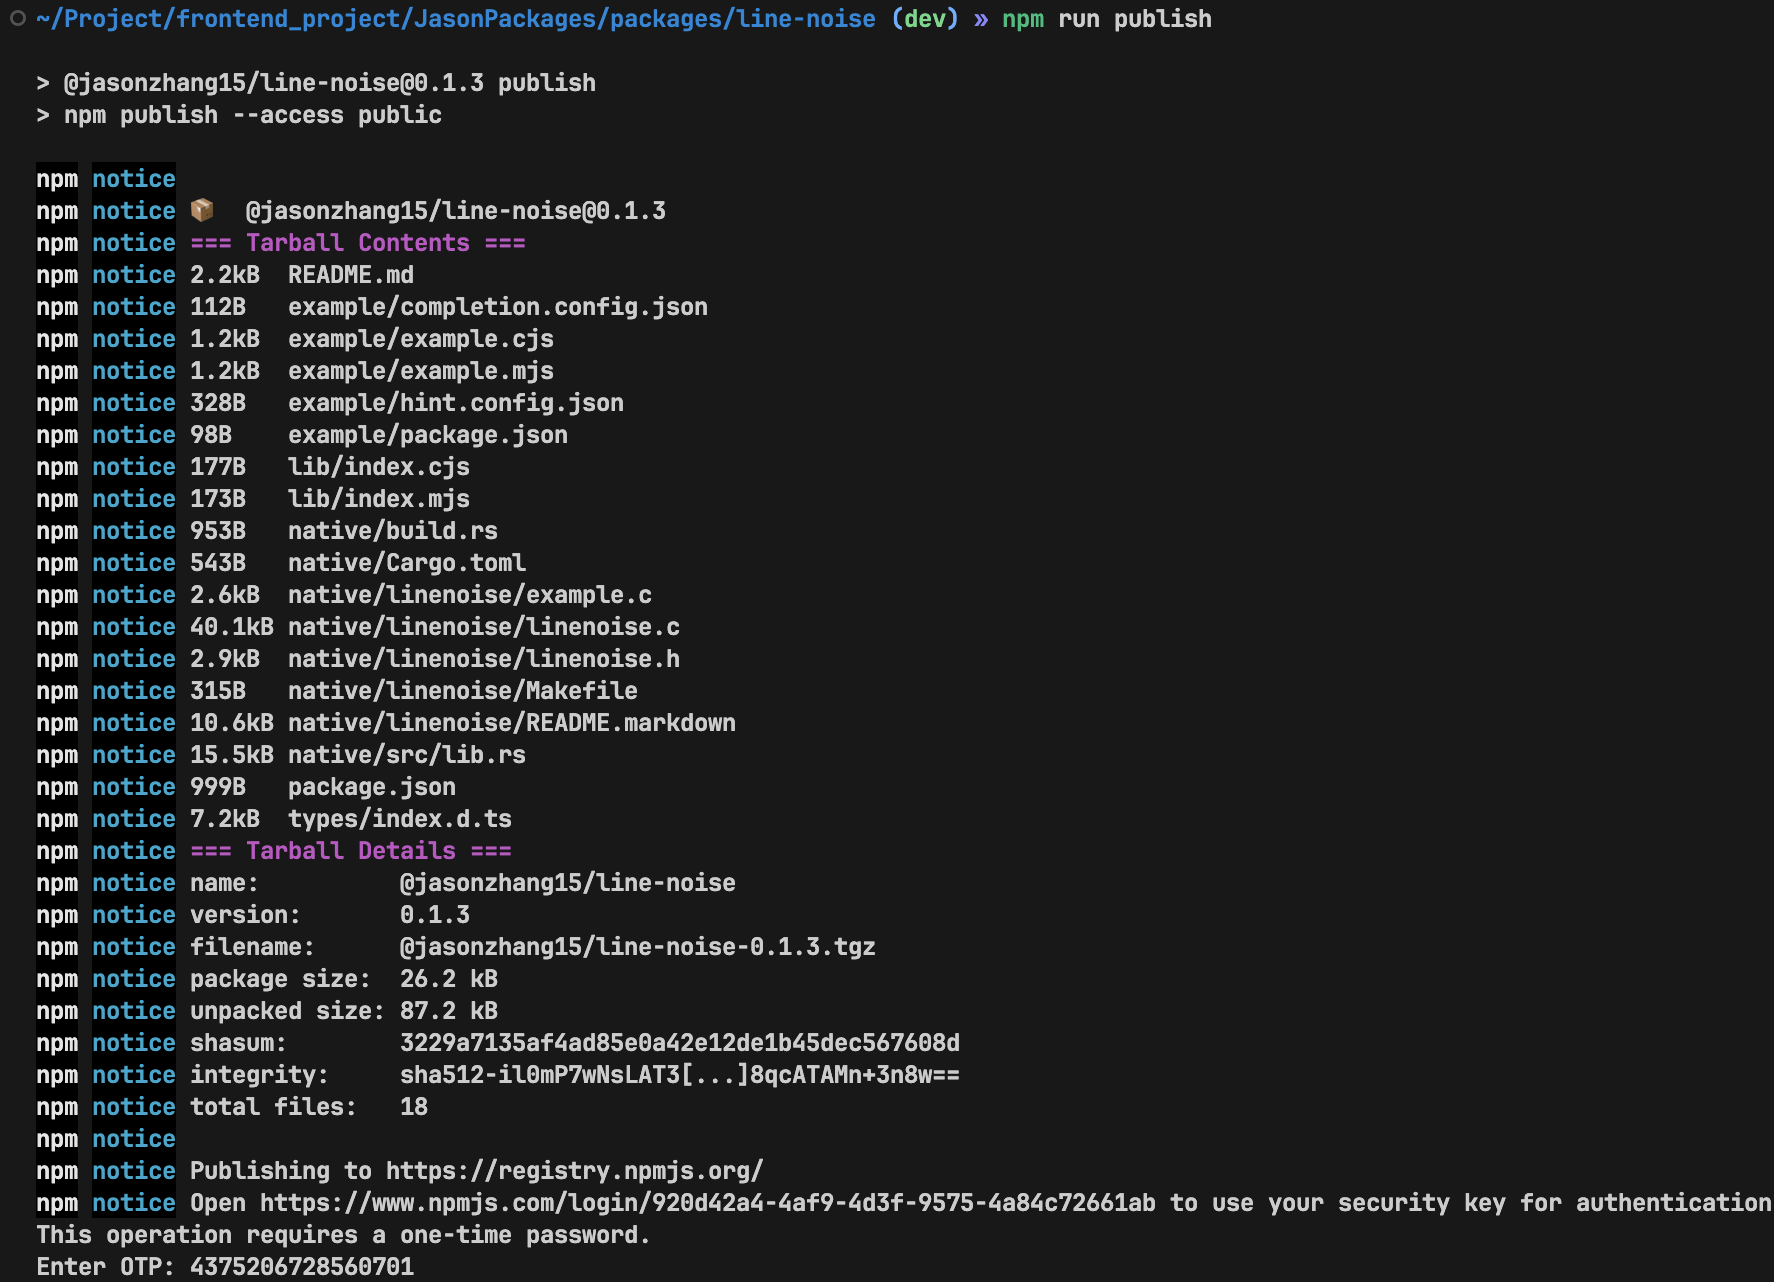 ~/Project/frontend_project/JasonPackages/packages/line-noise (dev) » npm run publish
> @jasonzhang15/line-noise@0.1.3 publish
> npm publish --access public
npm notice
npm notice 📦  @jasonzhang15/line-noise@0.1.3
npm notice === Tarball Contents ===
npm notice 2.2kB  README.md
npm notice 112B   example/completion.config.json
npm notice 1.2kB  example/example.cjs
npm notice 1.2kB  example/example.mjs
npm notice 328B   example/hint.config.json
npm notice 98B    example/package.json
npm notice 177B   lib/index.cjs
npm notice 173B   lib/index.mjs
npm notice 953B   native/build.rs
npm notice 543B   native/Cargo.toml
npm notice 2.6kB  native/linenoise/example.c
npm notice 40.1kB native/linenoise/linenoise.c
npm notice 2.9kB  native/linenoise/linenoise.h
npm notice 315B   native/linenoise/Makefile
npm notice 10.6kB native/linenoise/README.markdown
npm notice 15.5kB native/src/lib.rs
npm notice 999B   package.json
npm notice 7.2kB  types/index.d.ts
npm notice === Tarball Details ===
npm notice name:          @jasonzhang15/line-noise
npm notice version:       0.1.3
npm notice filename:      @jasonzhang15/line-noise-0.1.3.tgz
npm notice package size:  26.2 kB
npm notice unpacked size: 87.2 kB
npm notice shasum:        3229a7135af4ad85e0a42e12de1b45dec567608d
npm notice integrity:     sha512-il0mP7wNsLAT3[...]8qcATAMn+3n8w==
npm notice total files:   18
npm notice
npm notice Publishing to https://registry.npmjs.org/
npm notice Open https://www.npmjs.com/login/920d42a4-4af9-4d3f-9575-4a84c72661ab to use your security key for authentication
This operation requires a one-time password.
Enter OTP: 4375206728560701